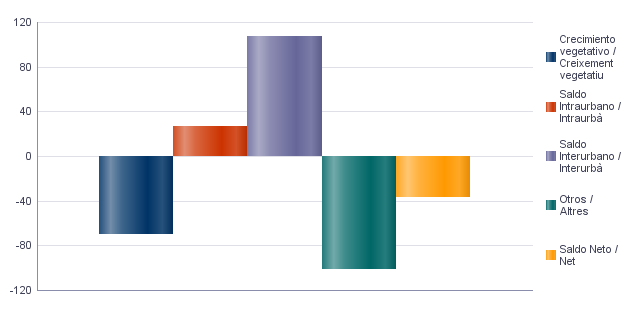 120
80
40
0
-40
-80
-120
Crecimiento
vegetativo /
Creixement
vegetatiu
Saldo
Intraurbano /
Intraurbà
Saldo
Interurbano /
Interurbà
Otros /
Altres
Saldo Neto /
Net